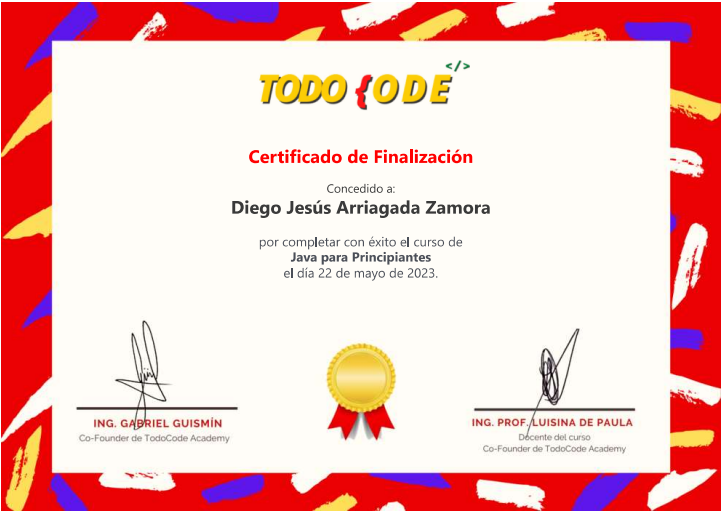 </>
TODO {ODE
Certificado de Finalización
Concedido a:
Diego Jesús Arriagada Zamora
por completar con éxito el curso de
Java para Principiantes
el día 22 de mayo de 2023.
ING. GABRIEL GUISMÍN
Co-Founder de TodoCode Academy
ING. PROF. LUISINA DE PAULA
Docente del curso
Co-Founder de TodoCode Academy